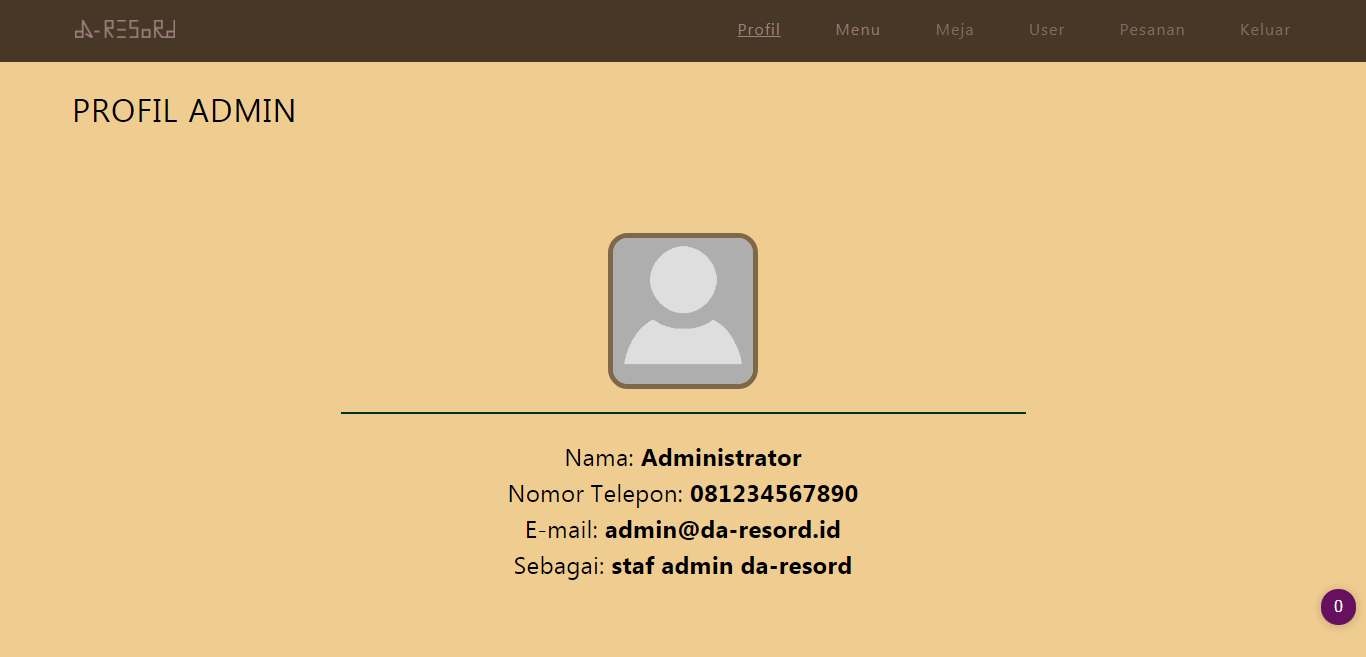 da-RESoRd
Profil Menu Meja User Pesanan Keluar
PROFIL ADMIN
Nama: Administrator
Nomor Telepon: 081234567890
E-mail: admin@da-resord.id
Sebagai: staf admin da-resord
0